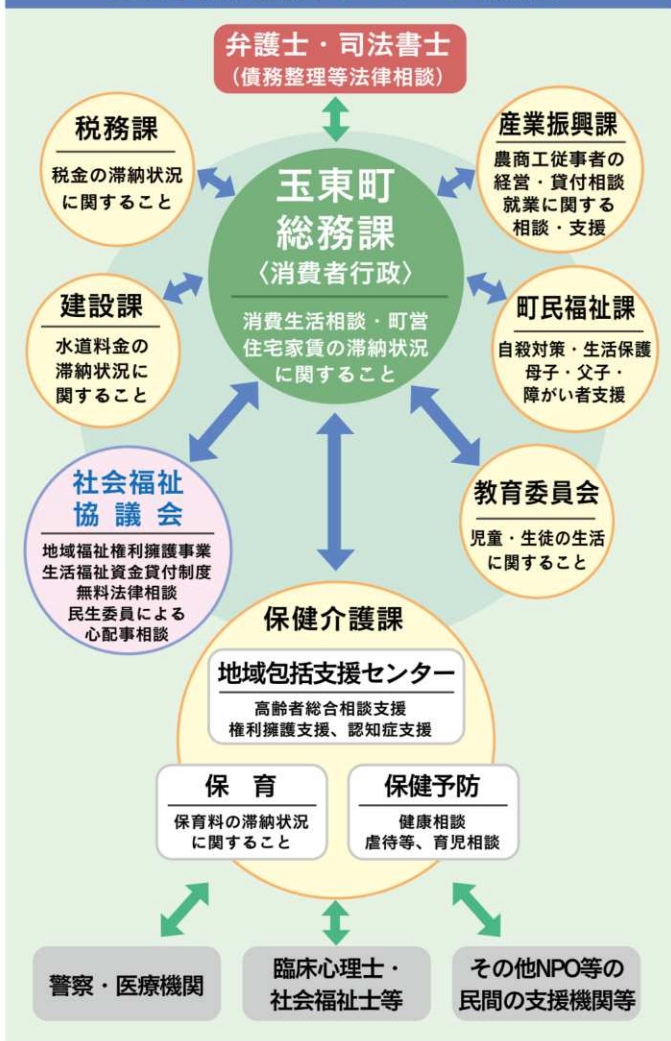 弁護士・司法書士
（債務整理等法律相談）
税務課
税金の滞納状況
に関すること
玉東町
総務課
〈消費者行政〉
消費生活相談・町営
住宅家賃の滞納状況
に関すること
産業振興課
農商工従事者の
経営・貸付相談
就業に関する
相談・支援
建設課
水道料金の
滞納状況に
関すること
町民福祉課
自殺対策・生活保護
母子・父子・
障がい者支援
社会福祉
協議会
地域福祉権利擁護事業
生活福祉資金貸付制度
無料法律相談
民生委員による
心配事相談
教育委員会
児童・生徒の生活
に関すること
保健介護課
地域包括支援センター
高齢者総合相談支援
権利擁護支援、認知症支援
保育
保育料の滞納状況
に関すること
保健予防
健康相談
虐待等、育児相談
警察・医療機関
臨床心理士・
社会福祉士等
その他NPO等の
民間の支援機関等